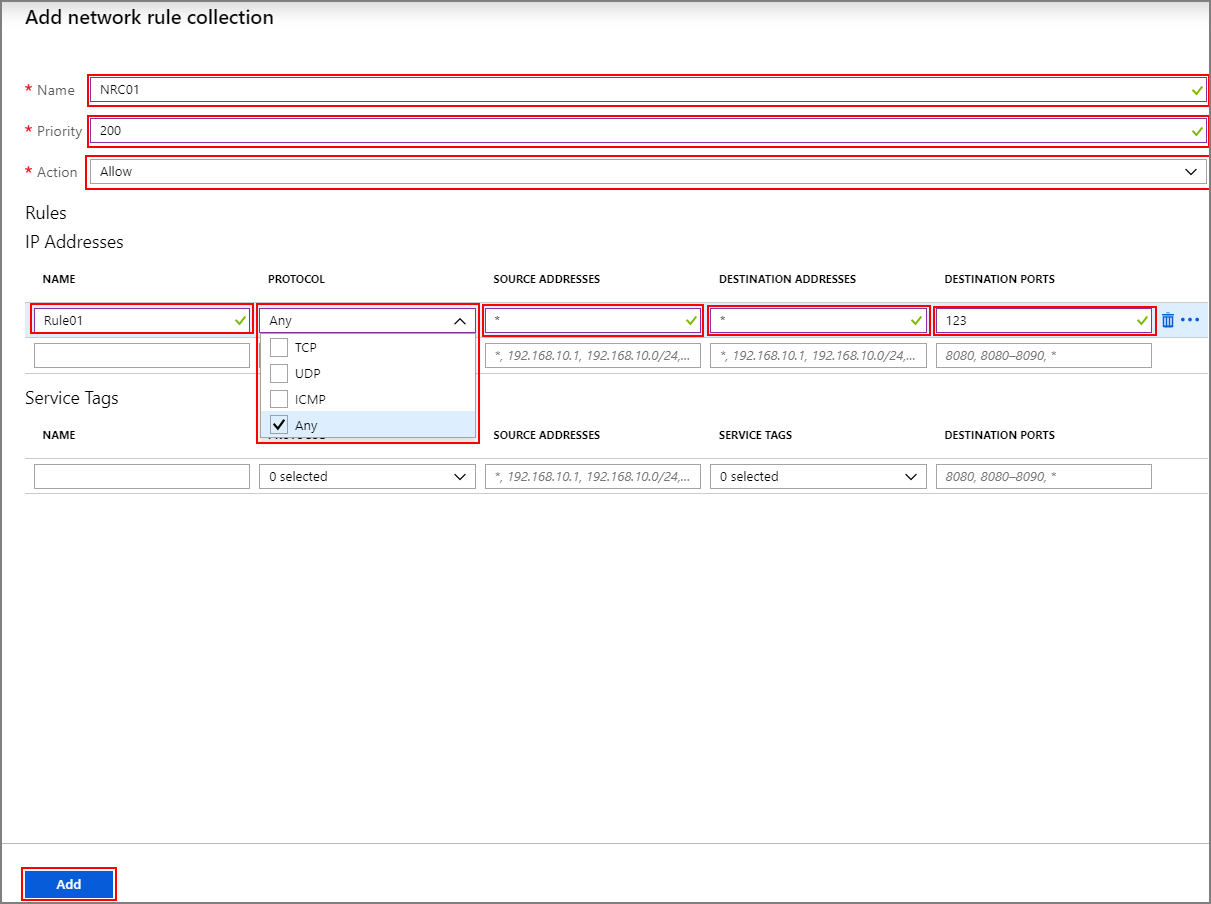 Add network rule collection
* Name NRC01
* Priority 200
* Action Allow
Rules
IP Addresses
NAME PROTOCOL SOURCE ADDRESSES DESTINATION ADDRESSES DESTINATION PORTS
Rule01 Any * * 123
TCP
*, 192.168.10.1, 192.168.10.0/24,... *, 192.168.10.1, 192.168.10.0/24,... 8080, 8080–8090, *
UDP
ICMP
Any
Service Tags
NAME PROTOCOL SOURCE ADDRESSES SERVICE TAGS DESTINATION PORTS
0 selected *, 192.168.10.1, 192.168.10.0/24,... 0 selected 8080, 8080–8090, *
Add